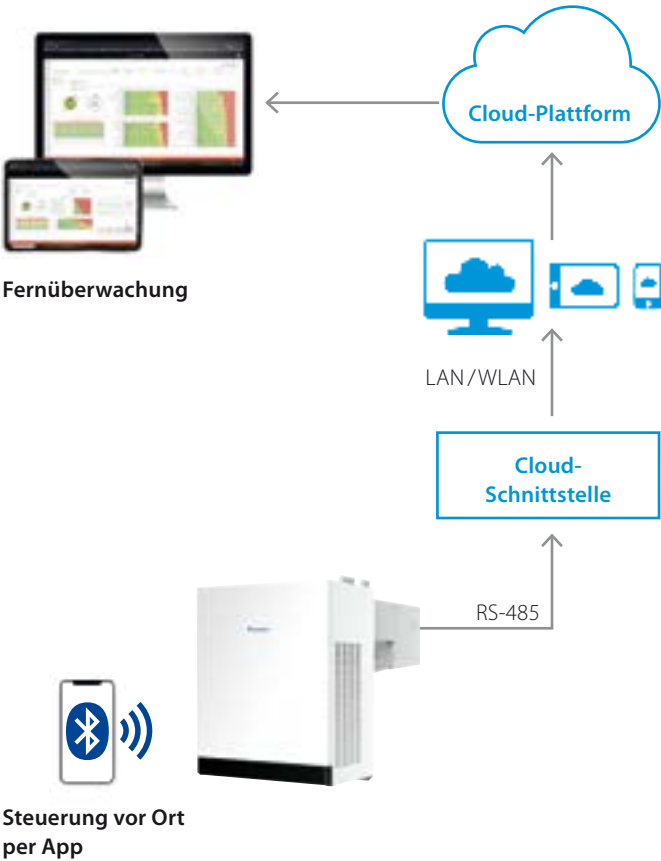 Cloud-Plattform
Fernüberwachung
LAN/WLAN
Cloud-
Schnittstelle
RS-485
Steuerung vor Ort
per App